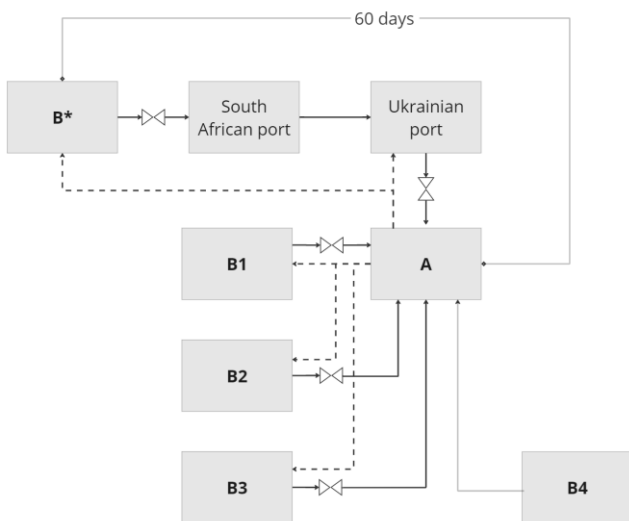 60 days
B*
South
African port
Ukrainian
port
B1
A
B2
B3
B4